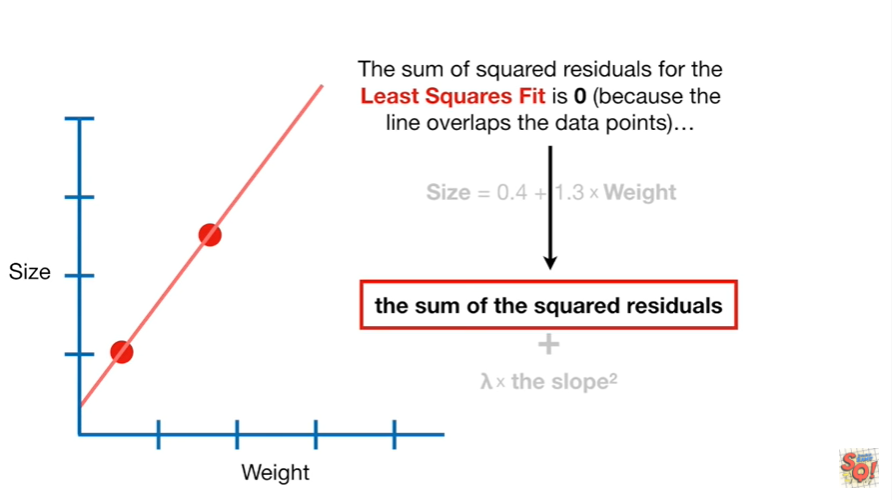 The sum of squared residuals for the
Least Squares Fit is 0 (because the
line overlaps the data points)…
Size = 0.4 + 1.3 × Weight
the sum of the squared residuals
+
λ × the slope²
Size
Weight
SQ!